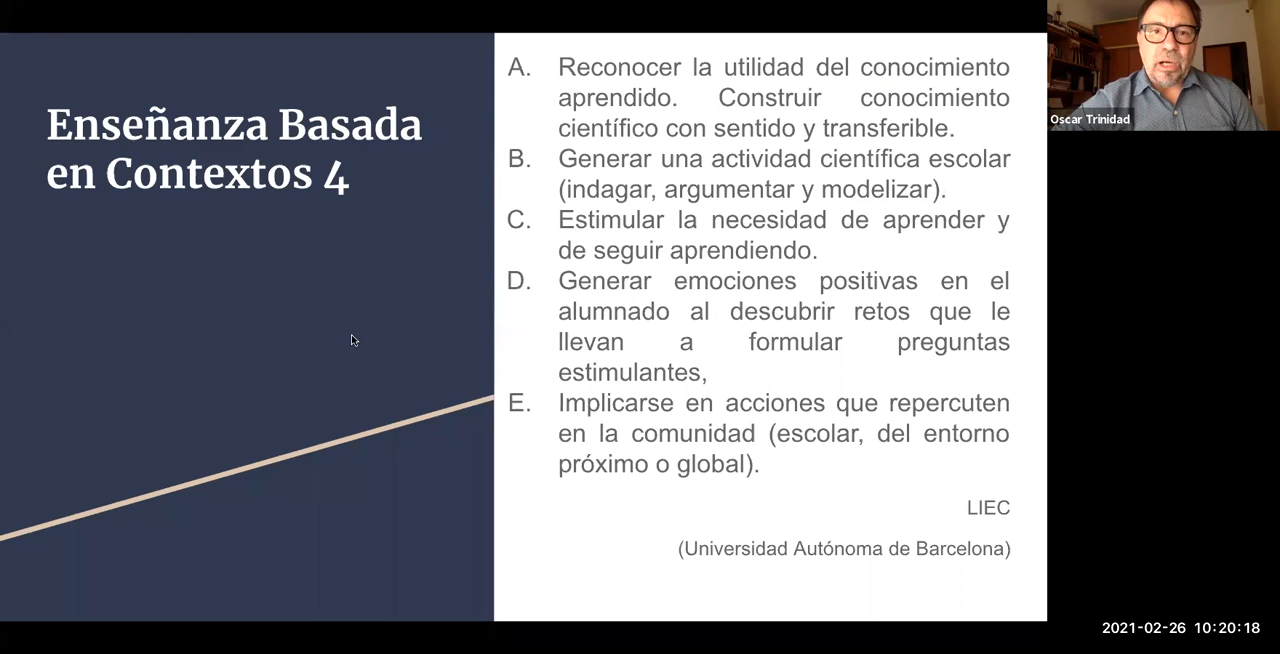 Enseñanza Basada
en Contextos 4
A. Reconocer la utilidad del conocimiento
aprendido. Construir conocimiento
científico con sentido y transferible.
B. Generar una actividad científica escolar
(indagar, argumentar y modelizar).
C. Estimular la necesidad de aprender y
de seguir aprendiendo.
D. Generar emociones positivas en el
alumnado al descubrir retos que le
llevan a formular preguntas
estimulantes,
E. Implicarse en acciones que repercuten
en la comunidad (escolar, del entorno
próximo o global).
LIEC
(Universidad Autónoma de Barcelona)
Oscar Trinidad
2021-02-26 10:20:18